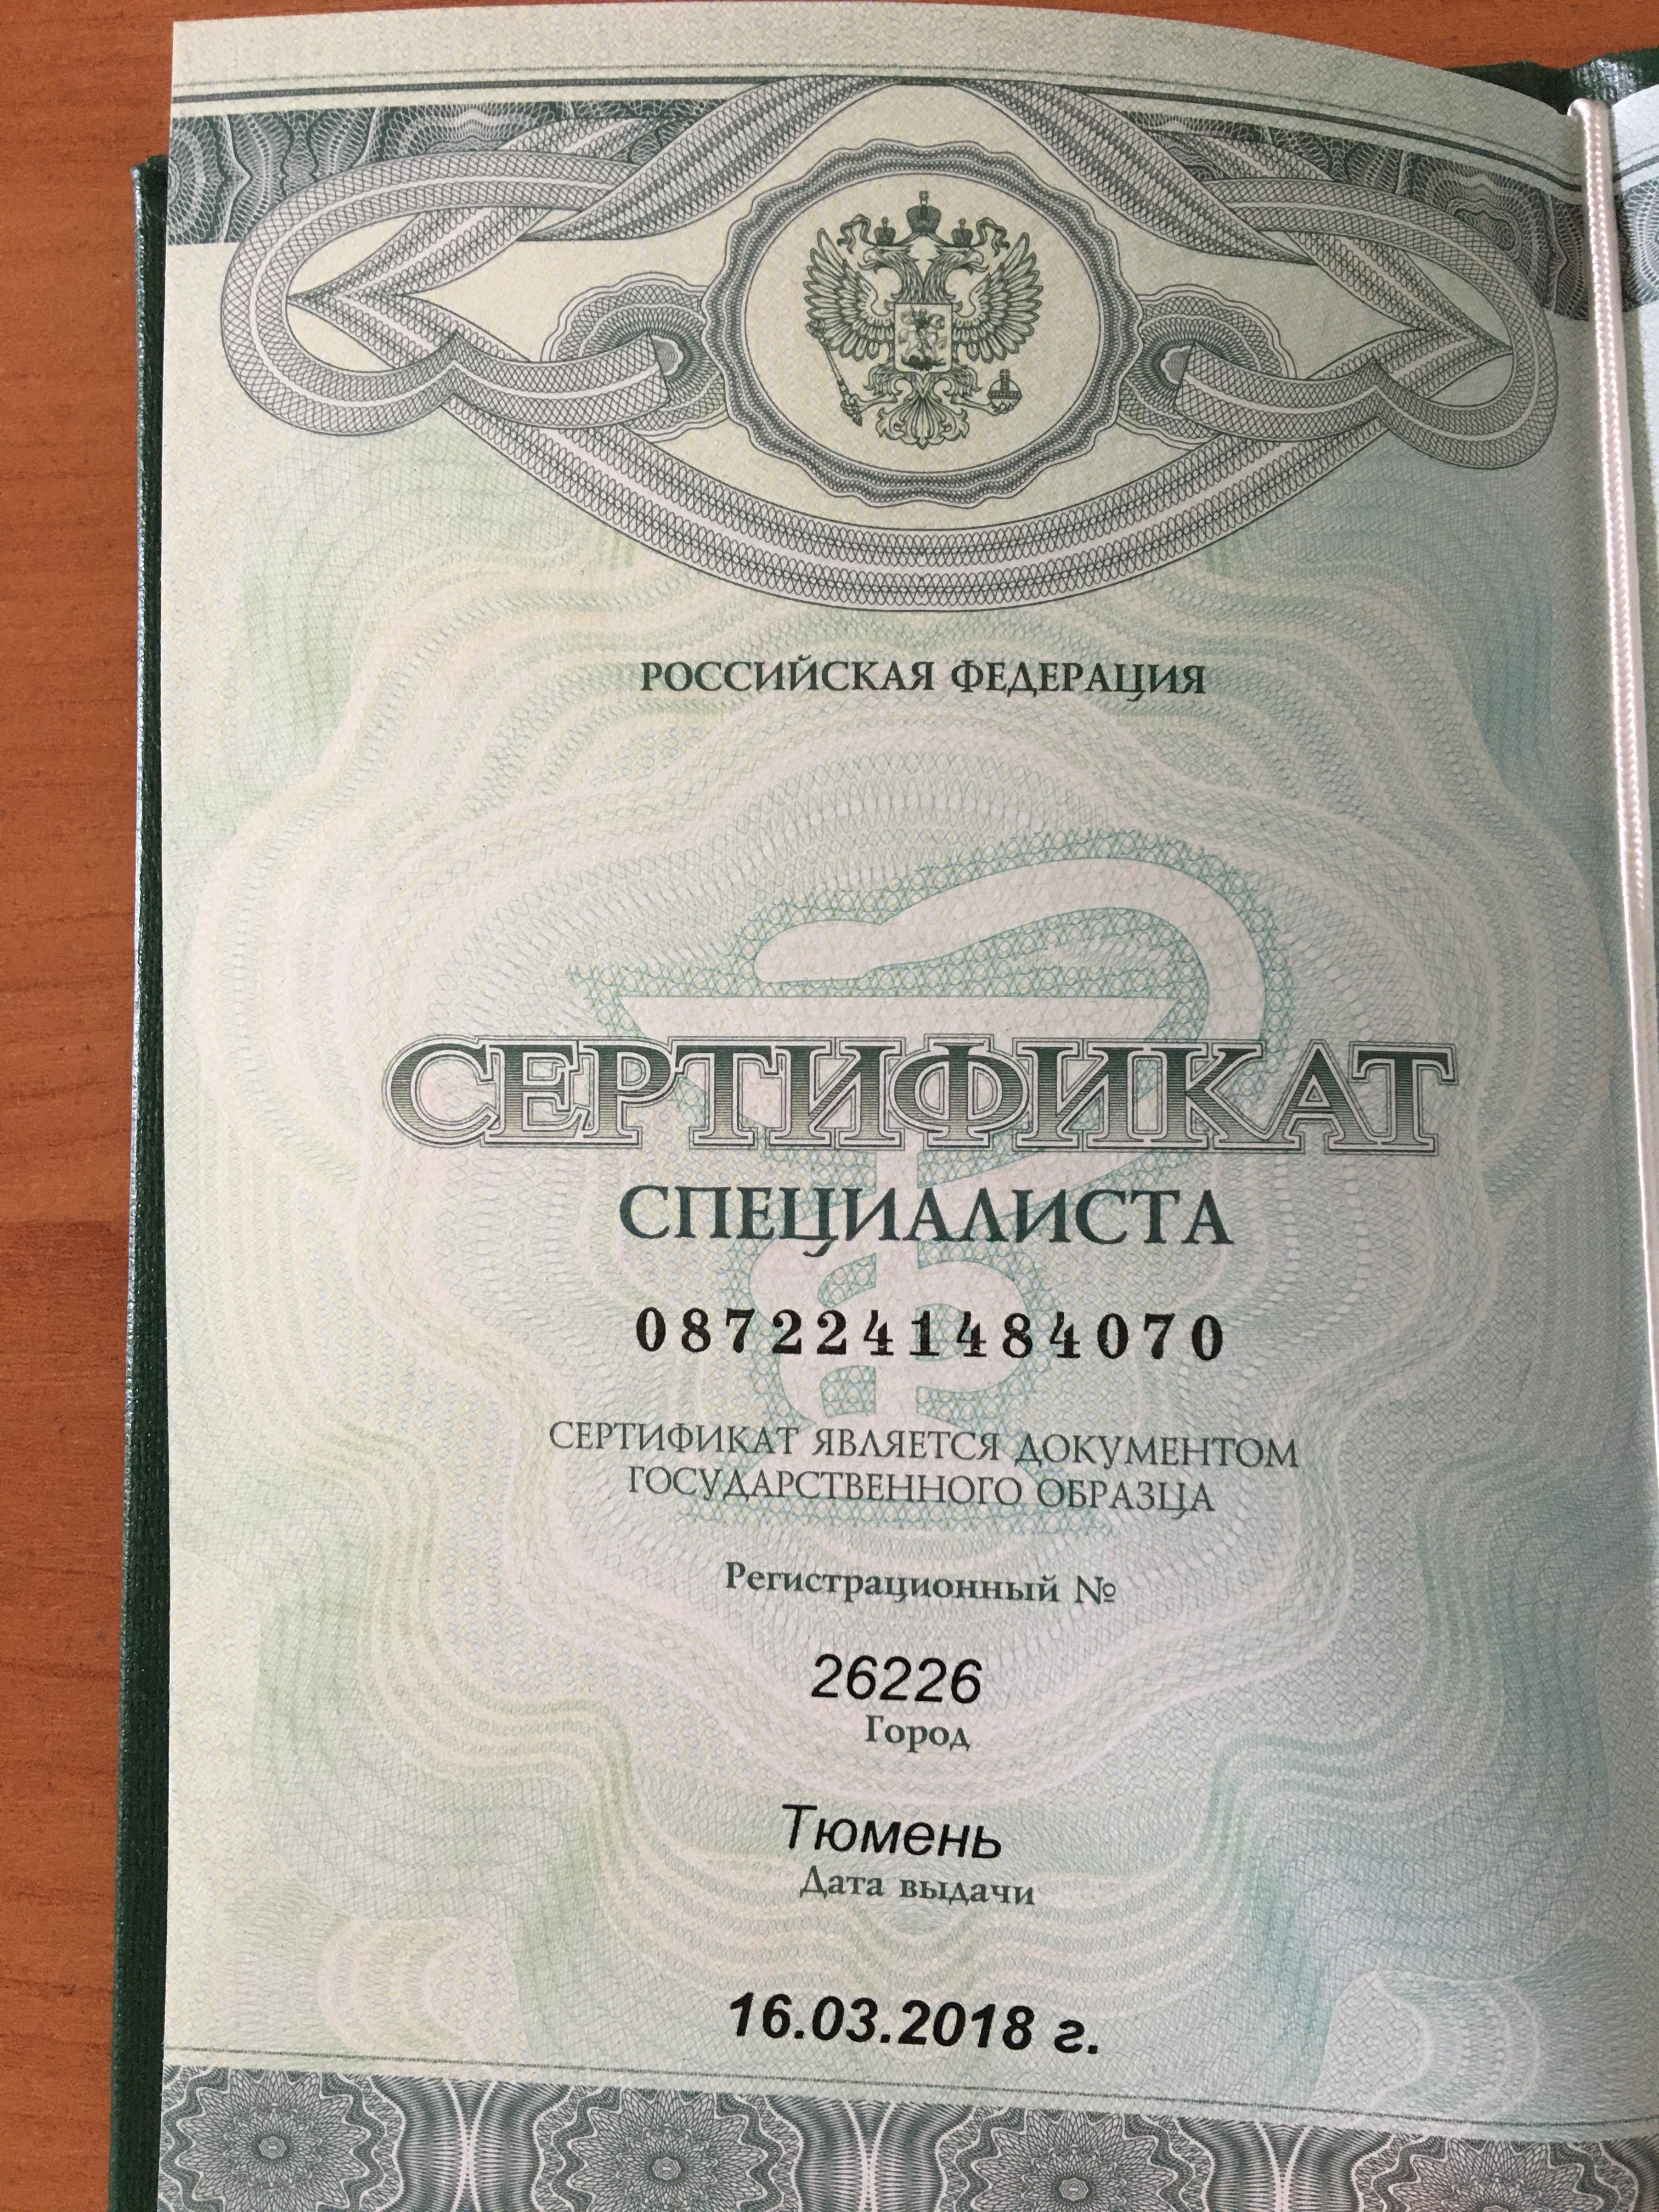 РОССИЙСКАЯ ФЕДЕРАЦИЯ
СЕРТИФИКАТ
СПЕЦИАЛИСТА
0872241484070
СЕРТИФИКАТ ЯВЛЯЕТСЯ ДОКУМЕНТОМ
ГОСУДАРСТВЕННОГО ОБРАЗЦА
Регистрационный №
26226
Город
Тюмень
Дата выдачи
16.03.2018 г.